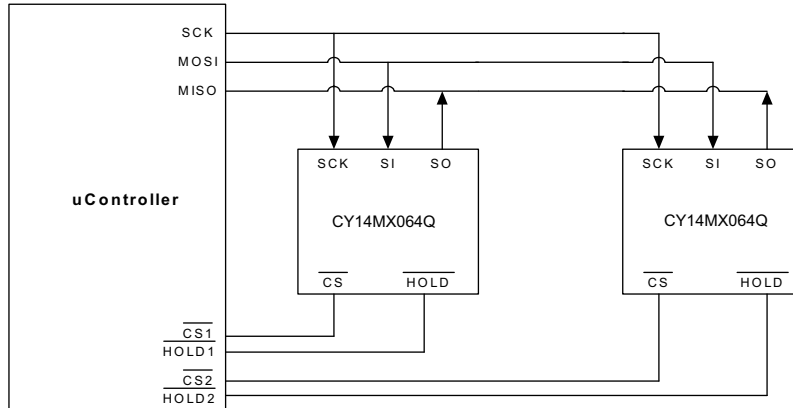 SCK
MOSI
MISO
SCK SI SO
SCK SI SO
uController
CY14MX064Q
CY14MX064Q
CS HOLD
CS HOLD
CS1
HOLD1
CS2
HOLD2